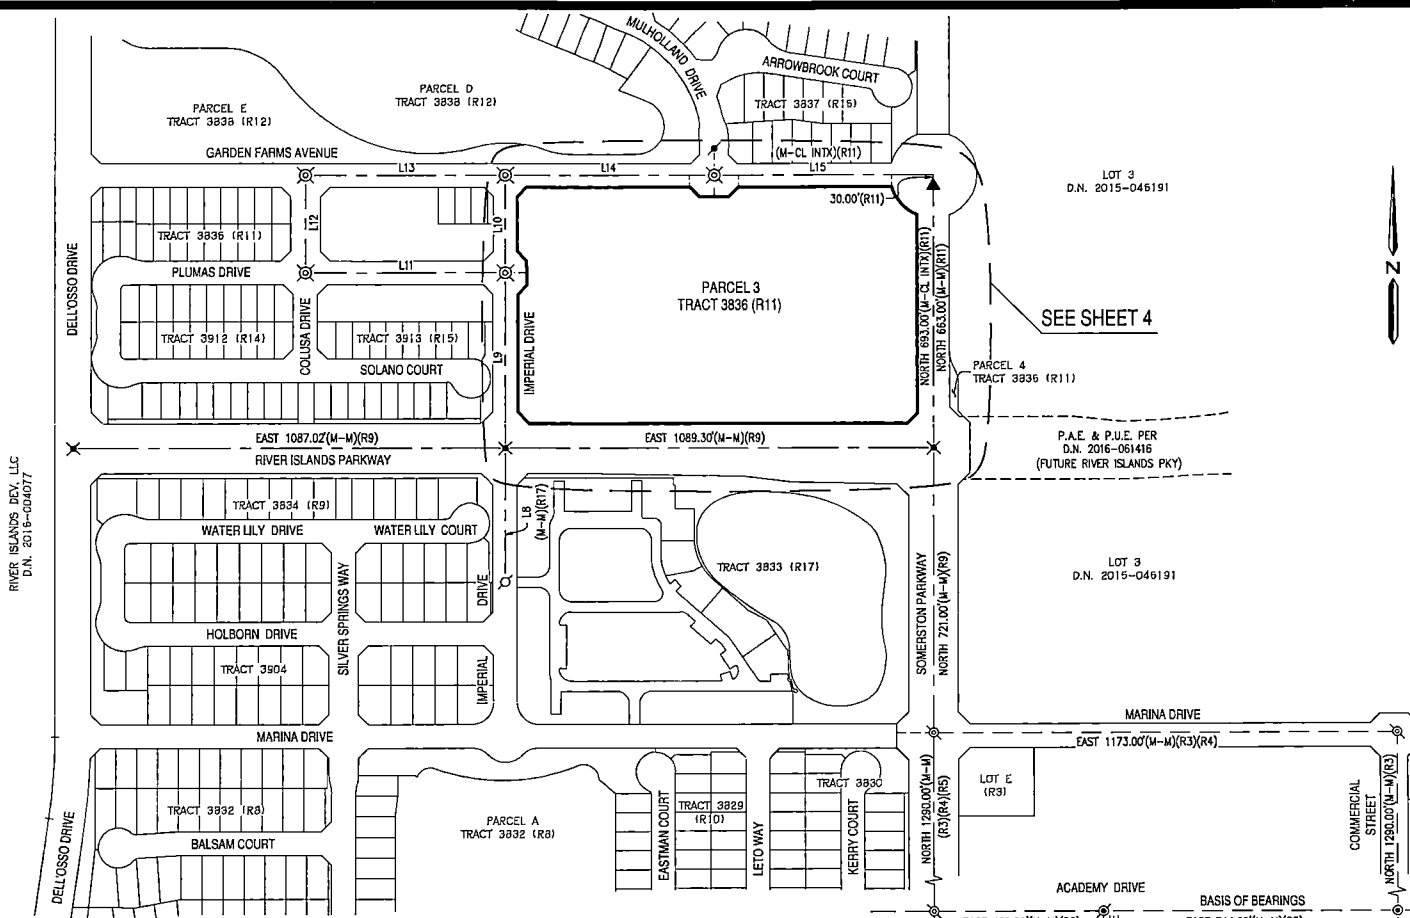 MULHOLLAND DRIVE
ARROWBROOK COURT
PARCEL D
TRACT 3838 (R12)
PARCEL E
TRACT 3838 (R12)
TRACT 3837 (R16)
GARDEN FARMS AVENUE
(M-CL INTX)(R11)
L13
L14
L15
30.00'(R11)
LOT 3
D.N. 2015-046191
L12
L10
TRACT 3836 (R11)
DELL'OSSO DRIVE
PLUMAS DRIVE
L11
PARCEL 3
TRACT 3836 (R11)
NORTH 693.00'(M-CL INTX)(R11)
NORTH 663.00'(M-M)(R11)
N
SEE SHEET 4
COLUSA DRIVE
TRACT 3912 (R14)
TRACT 3913 (R15)
L9
IMPERIAL DRIVE
SOLANO COURT
PARCEL 4
TRACT 3836 (R11)
EAST 1087.02'(M-M)(R9)
EAST 1089.30'(M-M)(R9)
RIVER ISLANDS PARKWAY
P.A.E. & P.U.E. PER
D.N. 2016-061416
(FUTURE RIVER ISLANDS PKY)
RIVER ISLANDS DEV, LLC
D.N. 2016-004077
TRACT 3834 (R9)
L8
(M-M)(R17)
WATER LILY DRIVE
WATER LILY COURT
TRACT 3833 (R17)
LOT 3
D.N. 2015-046191
SILVER SPRINGS WAY
IMPERIAL DRIVE
SOMERSTON PARKWAY
NORTH 721.00'(M-M)(R9)
HOLBORN DRIVE
TRACT 3904
MARINA DRIVE
MARINA DRIVE
EAST 1173.00'(M-M)(R3)(R4)
TRACT 3832 (R8)
PARCEL A
TRACT 3832 (R8)
TRACT 3829
(R10)
TRACT 3830
LOT E
(R3)
EASTMAN COURT
LETO WAY
KERRY COURT
NORTH 1290.00'(M-M)
(R3)(R4)(R5)
COMMERCIAL
STREET
NORTH 1290.00'(M-M)(R3)
BALSAM COURT
DELL'OSSO DRIVE
ACADEMY DRIVE
BASIS OF BEARINGS